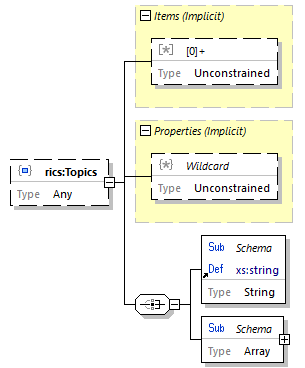 Items (Implicit)
[*] [0]+
Type Unconstrained
Properties (Implicit)
{*} Wildcard
Type Unconstrained
rics:Topics
Type Any
Sub Schema
Def xs:string
Type String
Sub Schema
Type Array